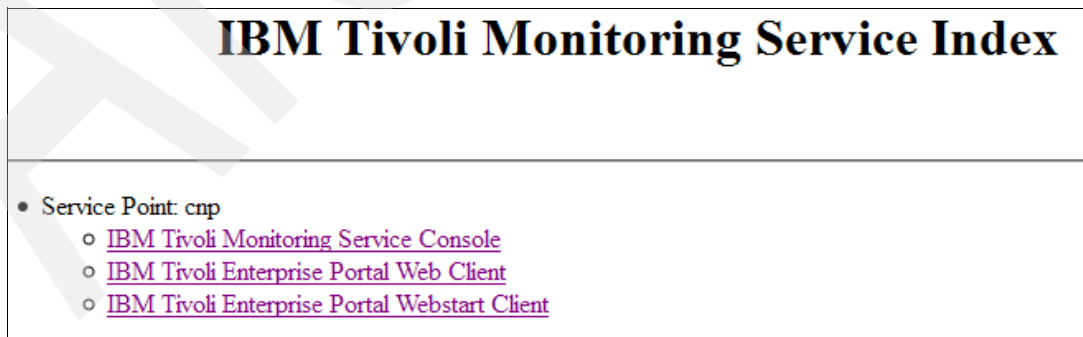 IBM Tivoli Monitoring Service Index
Service Point: cnp
IBM Tivoli Monitoring Service Console
IBM Tivoli Enterprise Portal Web Client
IBM Tivoli Enterprise Portal Webstart Client